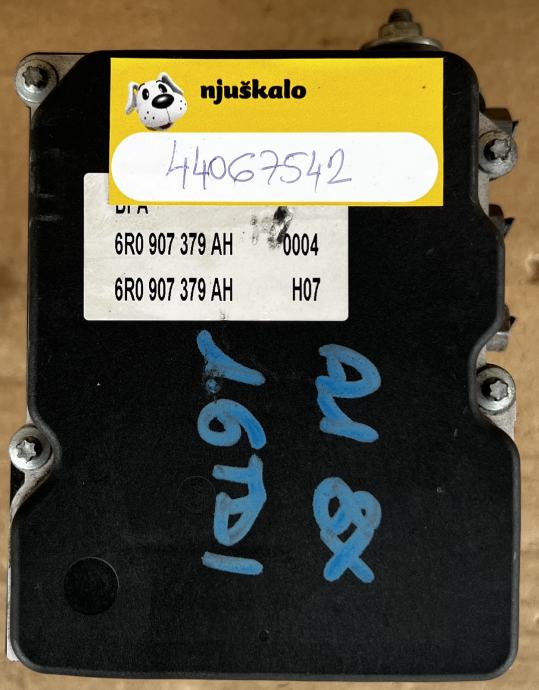 njuškalo
44067542
6R0 907 379 AH 0004
6R0 907 379 AH H07
A1 8X
1.6TDI